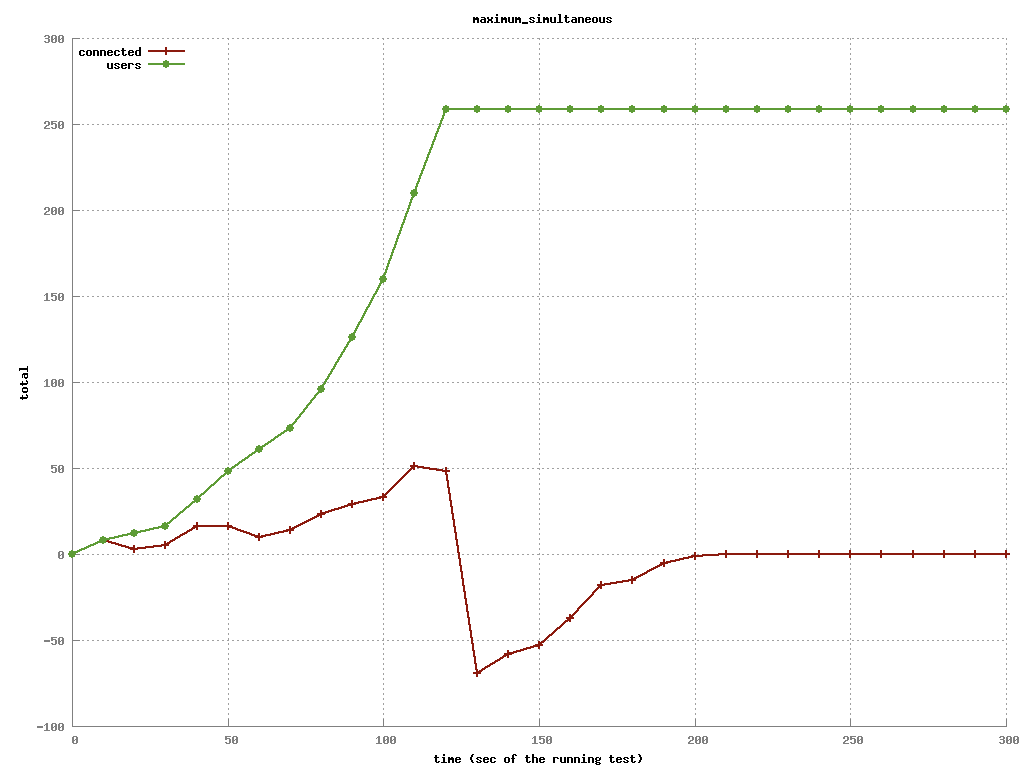 maximum_simultaneous
connected
users
300
250
200
150
100
50
0
-50
-100
total
0 50 100 150 200 250 300
time (sec of the running test)